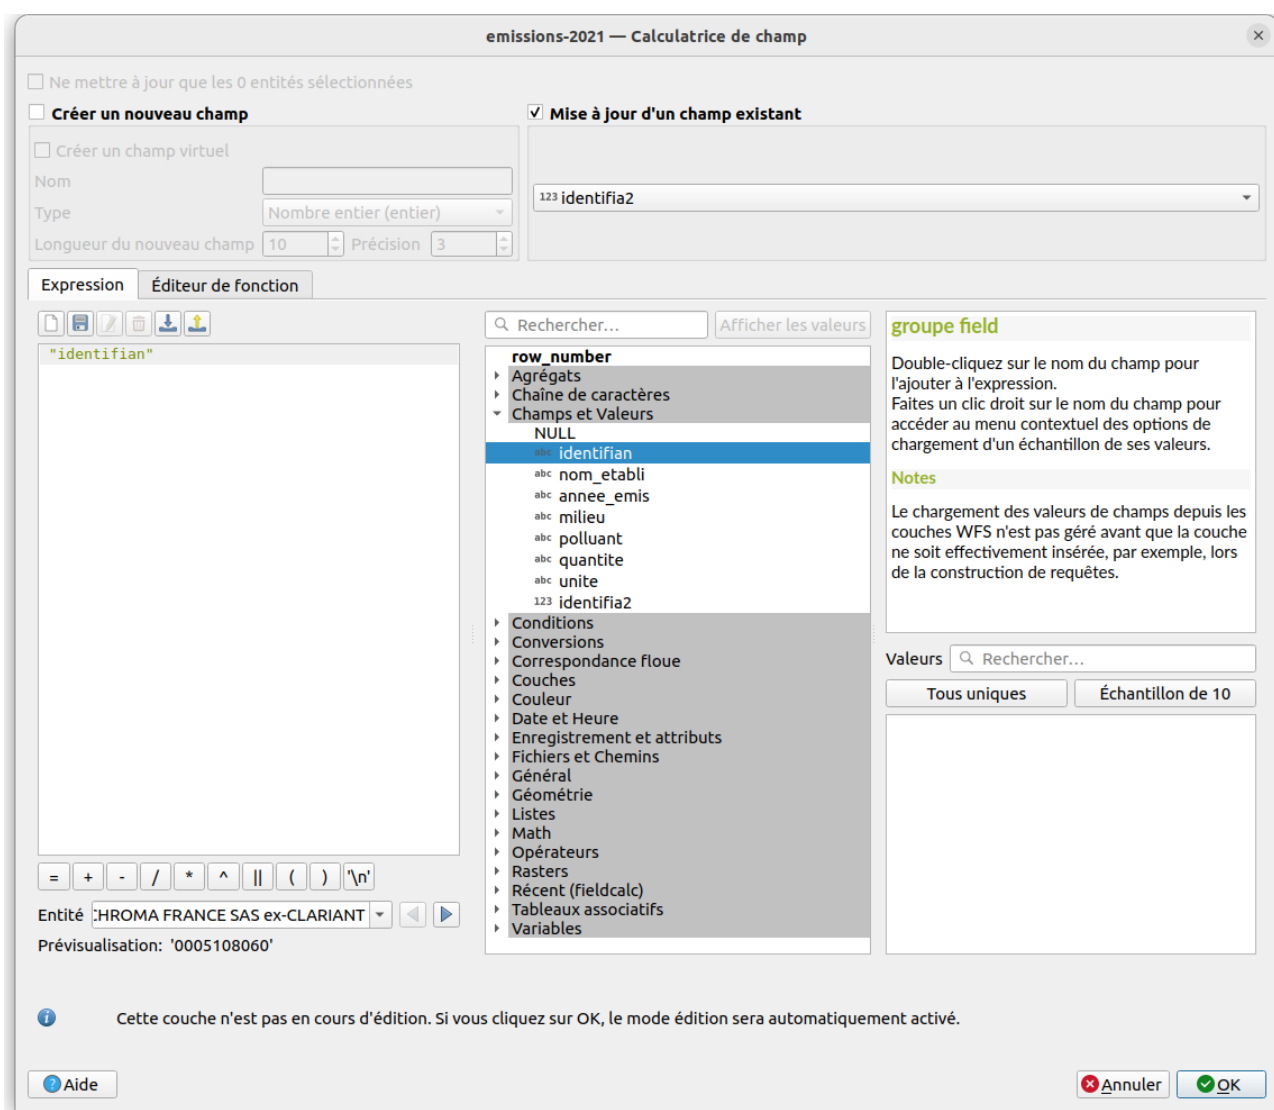 emissions-2021 — Calculatrice de champ
Ne mettre à jour que les 0 entités sélectionnées
Créer un nouveau champ
Mise à jour d'un champ existant
Créer un champ virtuel
Nom
Type
Nombre entier (entier)
Longueur du nouveau champ
10
Précision
3
123 identifia2
Expression
Éditeur de fonction
"identifian"
= + - / * ^ || ( ) '\n'
Entité
CHROMA FRANCE SAS ex-CLARIANT
Prévisualisation: '0005108060'
Rechercher...
Afficher les valeurs
row_number
Agrégats
Chaîne de caractères
Champs et Valeurs
NULL
abc identifian
abc nom_etabli
abc annee_emis
abc milieu
abc polluant
abc quantite
abc unite
123 identifia2
Conditions
Conversions
Correspondance floue
Couches
Couleur
Date et Heure
Enregistrement et attributs
Fichiers et Chemins
Général
Géométrie
Listes
Math
Opérateurs
Rasters
Récent (fieldcalc)
Tableaux associatifs
Variables
groupe field
Double-cliquez sur le nom du champ pour
l'ajouter à l'expression.
Faites un clic droit sur le nom du champ pour
accéder au menu contextuel des options de
chargement d'un échantillon de ses valeurs.
Notes
Le chargement des valeurs de champs depuis les
couches WFS n'est pas géré avant que la couche
ne soit effectivement insérée, par exemple, lors
de la construction de requêtes.
Valeurs
Rechercher...
Tous uniques
Échantillon de 10
Cette couche n'est pas en cours d'édition. Si vous cliquez sur OK, le mode édition sera automatiquement activé.
Aide
Annuler
OK